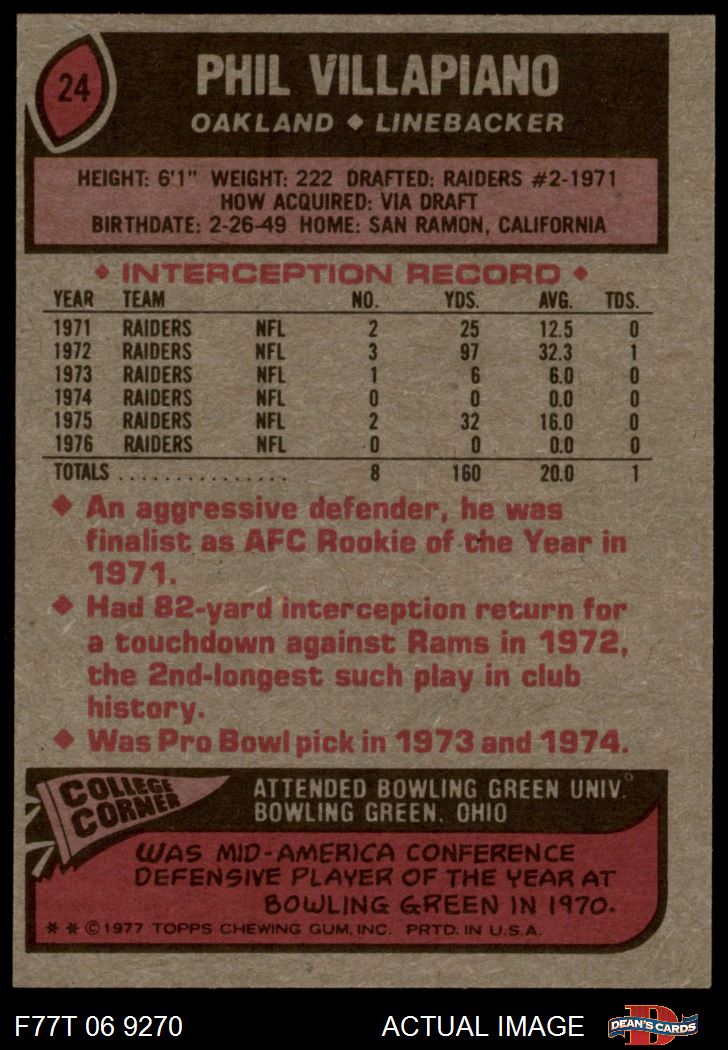 24
PHIL VILLAPIANO
OAKLAND ♦ LINEBACKER
HEIGHT: 6'1" WEIGHT: 222 DRAFTED: RAIDERS #2-1971
HOW ACQUIRED: VIA DRAFT
BIRTHDATE: 2-26-49 HOME: SAN RAMON, CALIFORNIA
♦ INTERCEPTION RECORD ♦
YEAR TEAM NO. YDS. AVG. TDS.
1971 RAIDERS NFL 2 25 12.5 0
1972 RAIDERS NFL 3 97 32.3 1
1973 RAIDERS NFL 1 6 6.0 0
1974 RAIDERS NFL 0 0 0.0 0
1975 RAIDERS NFL 2 32 16.0 0
1976 RAIDERS NFL 0 0 0.0 0
TOTALS ................ 8 160 20.0 1
♦ An aggressive defender, he was
finalist as AFC Rookie of the Year in
1971.
♦ Had 82-yard interception return for
a touchdown against Rams in 1972,
the 2nd-longest such play in club
history.
♦ Was Pro Bowl pick in 1973 and 1974.
COLLEGE
CORNER
ATTENDED BOWLING GREEN UNIV.
BOWLING GREEN, OHIO
WAS MID-AMERICA CONFERENCE
DEFENSIVE PLAYER OF THE YEAR AT
BOWLING GREEN IN 1970.
* * © 1977 TOPPS CHEWING GUM, INC. PRTD. IN U.S.A.
F77T 06 9270 ACTUAL IMAGE
D
DEAN'S CARDS